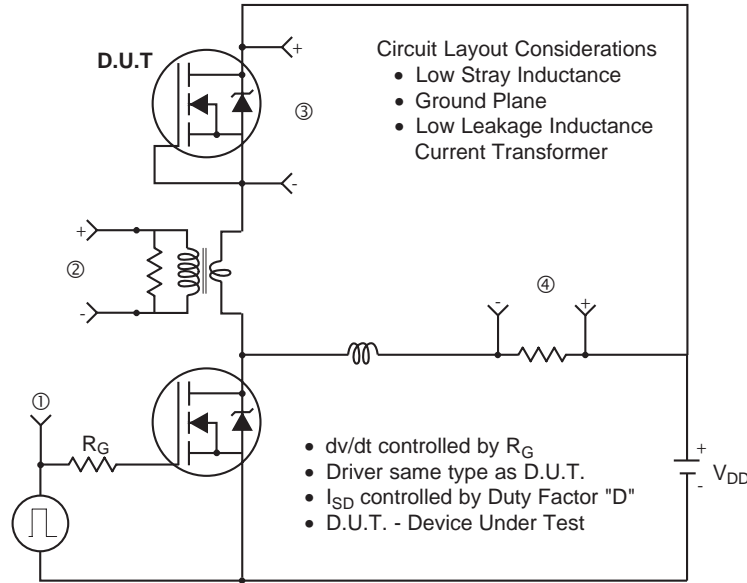 D.U.T
+
③
-
Circuit Layout Considerations
• Low Stray Inductance
• Ground Plane
• Low Leakage Inductance
Current Transformer
+
②
-
④
-
+
①
R_G
• dv/dt controlled by R_G
• Driver same type as D.U.T.
• I_SD controlled by Duty Factor "D"
• D.U.T. - Device Under Test
+
V_DD
-